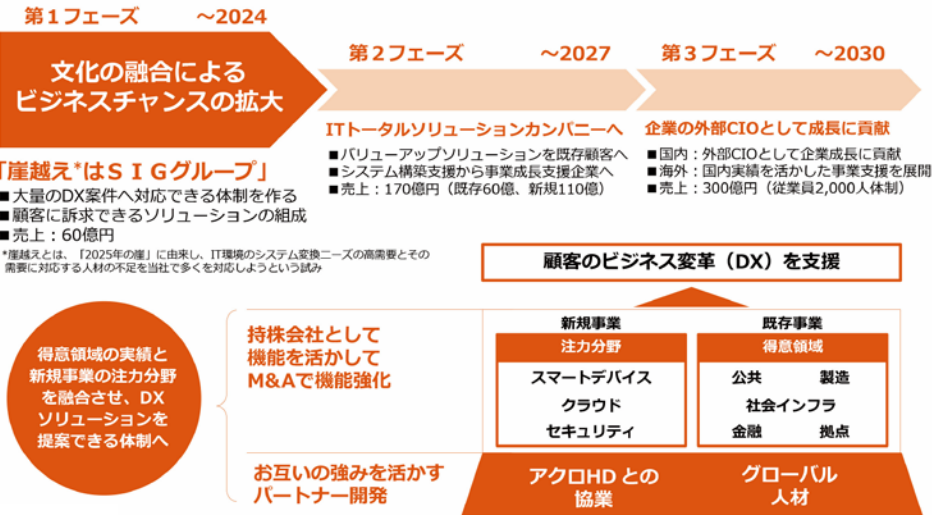 第1フェーズ ～2024
文化の融合による
ビジネスチャンスの拡大
「崖越え*はＳＩＧグループ」
■大量のDX案件へ対応できる体制を作る
■顧客に訴求できるソリューションの組成
■売上：60億円
*崖越えとは、「2025年の崖」に由来し、IT環境のシステム変換ニーズの高需要とその
需要に対応する人材の不足を当社で多くを対応しようという試み
第２フェーズ ～2027
ITトータルソリューションカンパニーへ
■バリューアップソリューションを既存顧客へ
■システム構築支援から事業成長支援企業へ
■売上：170億円（既存60億、新規110億）
第３フェーズ ～2030
企業の外部CIOとして成長に貢献
■国内：外部CIOとして企業成長に貢献
■海外：国内実績を活かした事業支援を展開
■売上：300億円（従業員2,000人体制）
顧客のビジネス変革（DX）を支援
得意領域の実績と
新規事業の注力分野
を融合させ、DX
ソリューションを
提案できる体制へ
持株会社として
機能を活かして
M&Aで機能強化
お互いの強みを活かす
パートナー開発
新規事業
注力分野
スマートデバイス
クラウド
セキュリティ
既存事業
得意領域
公共 製造
社会インフラ
金融 拠点
アクロHD との
協業
グローバル
人材